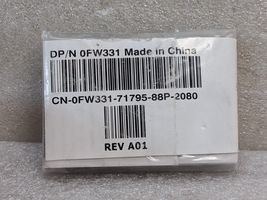 DP/N 0FW331 Made in China
CN-0FW331-71795-88P-2080
REV A01